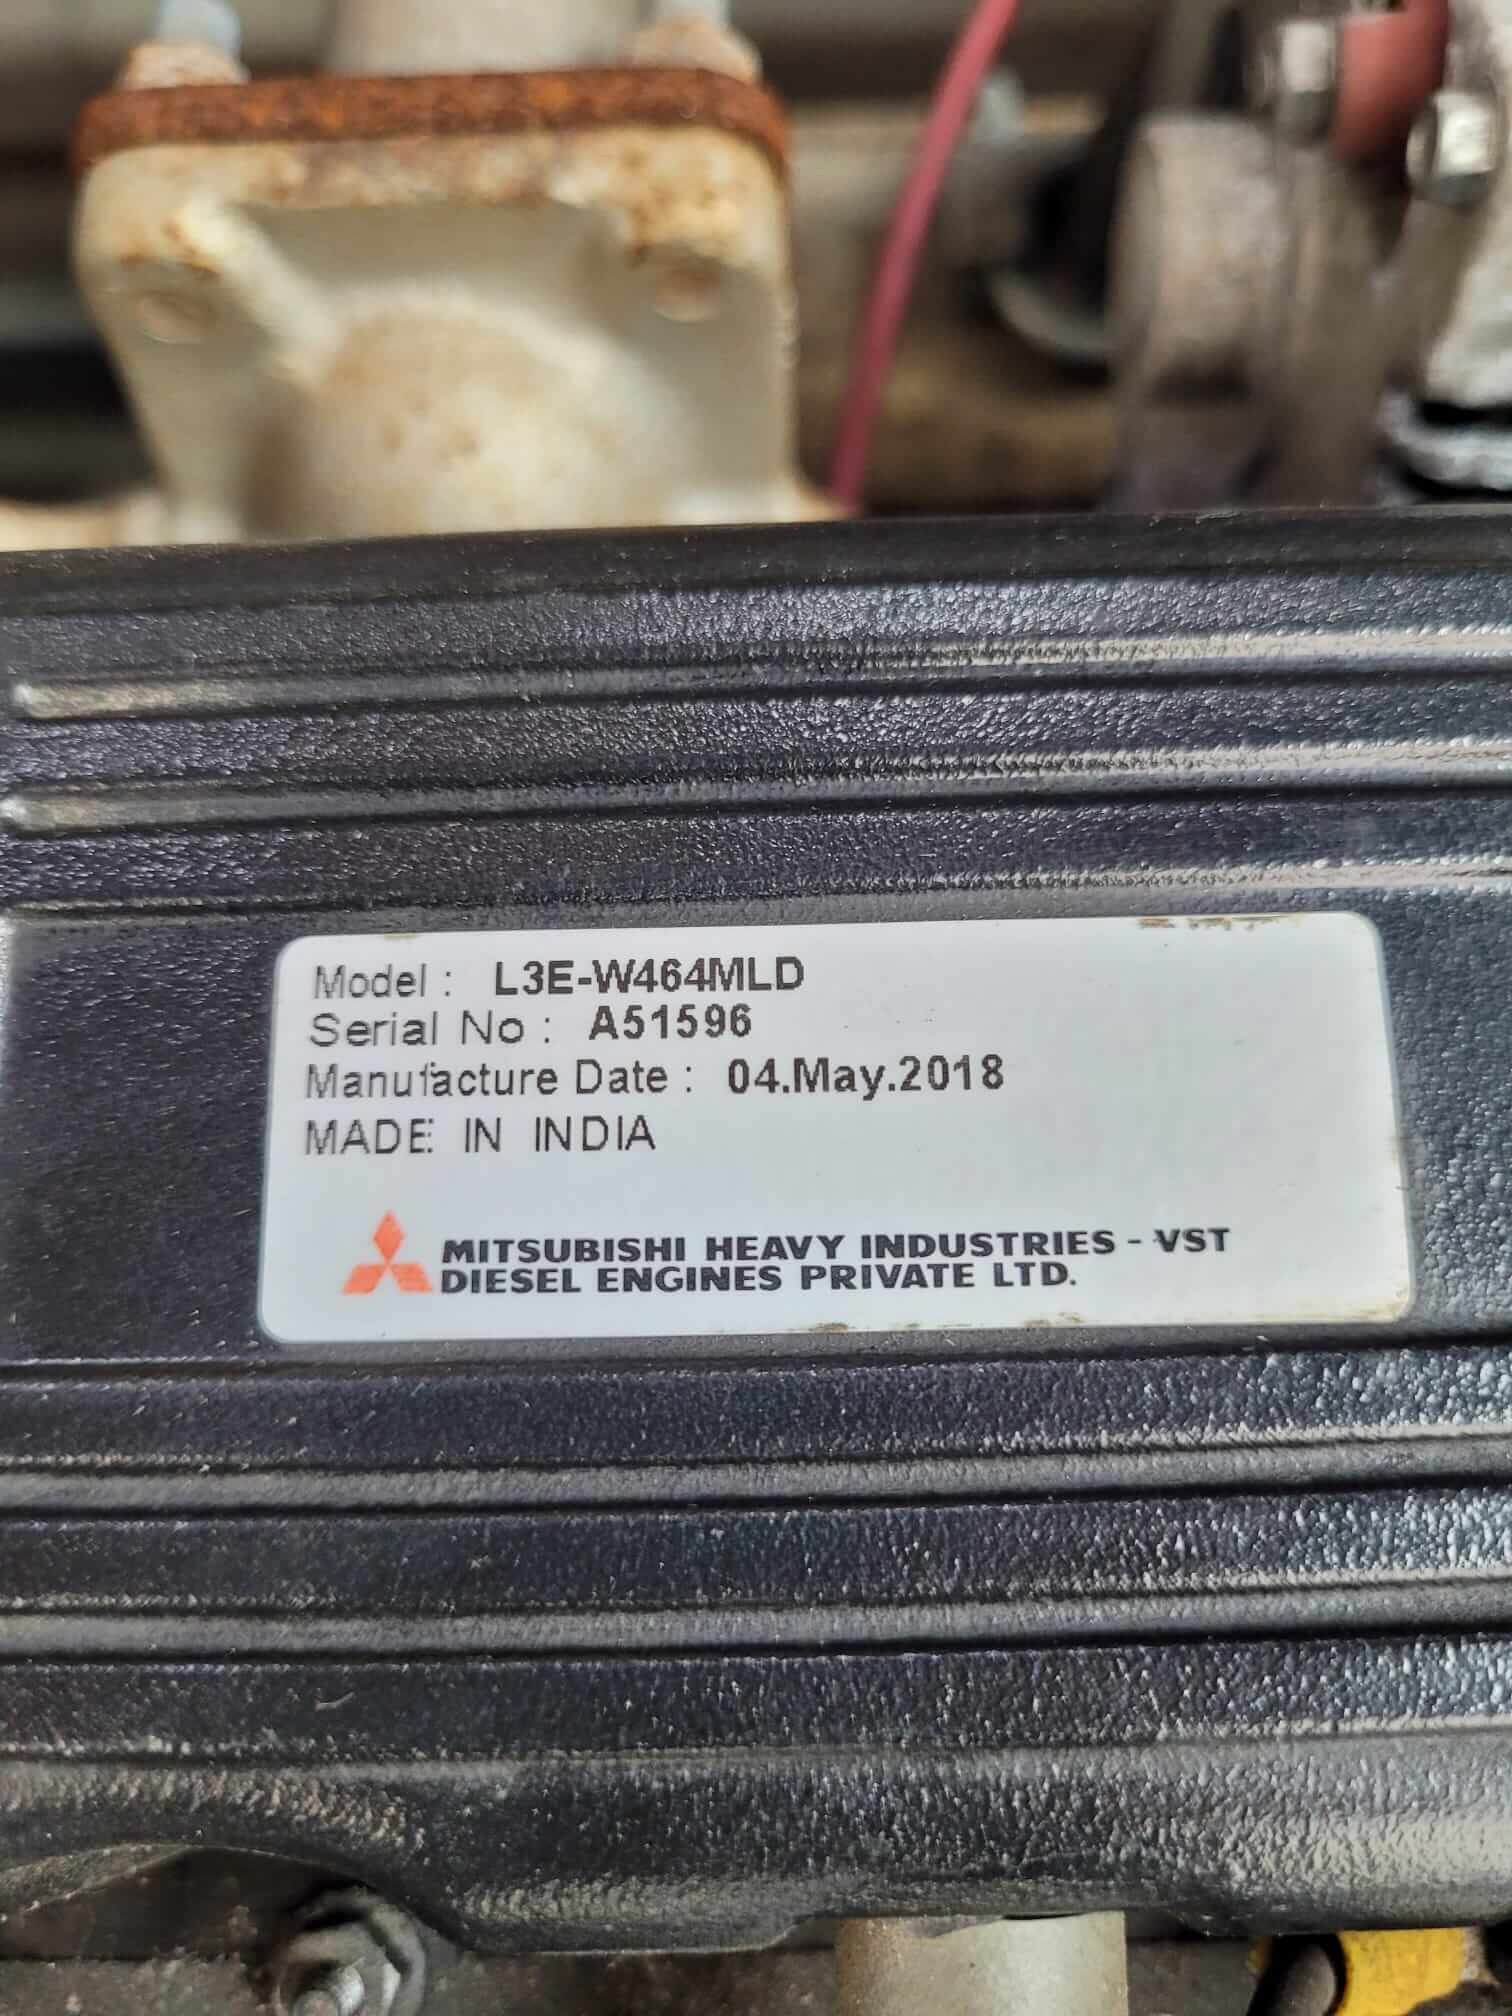 Model : L3E-W464MLD
Serial No : A51596
Manufacture Date : 04.May.2018
MADE IN INDIA
MITSUBISHI HEAVY INDUSTRIES - VST
DIESEL ENGINES PRIVATE LTD.